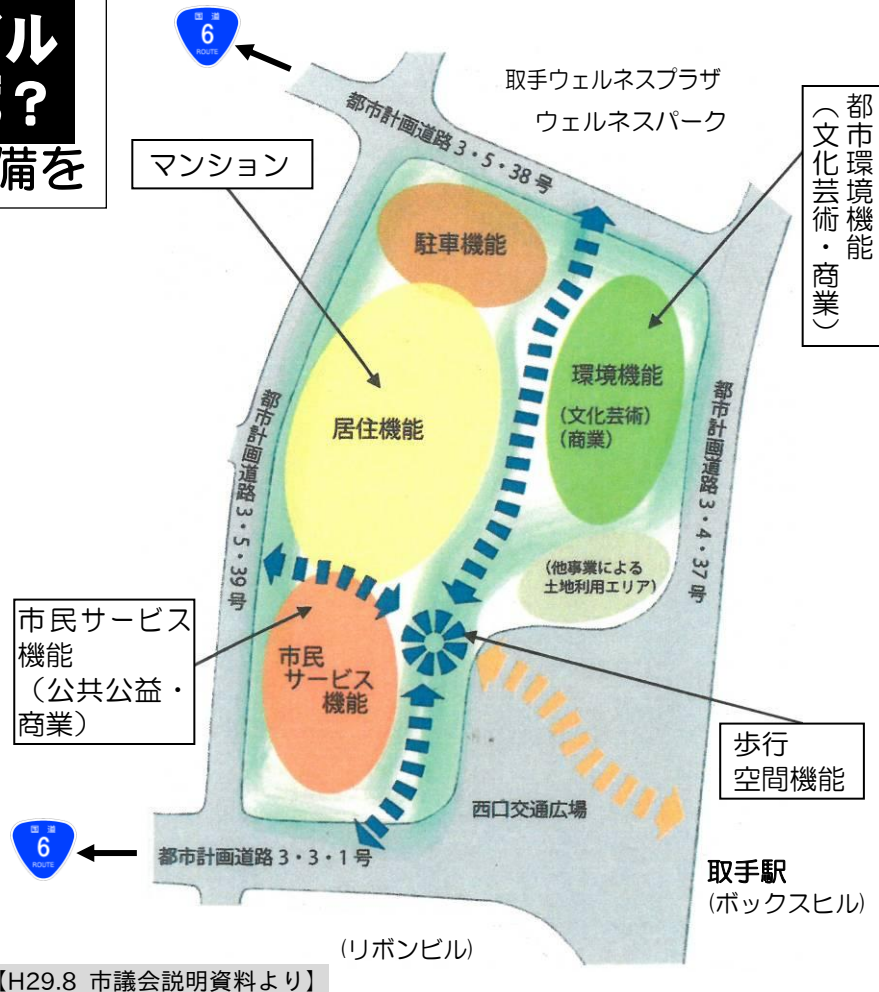 ル
?
備を
国道
6
ROUTE
取手ウェルネスプラザ
ウェルネスパーク
都市計画道路3・5・38号
都市環境機能
(文化芸術・商業)
マンション
駐車機能
環境機能
(文化芸術)
(商業)
居住機能
都市計画道路3・5・39号
都市計画道路3・4・37号
(他事業による
土地利用エリア)
市民サービス
機能
(公共公益・
商業)
市民
サービス
機能
歩行
空間機能
西口交通広場
国道
6
ROUTE
都市計画道路3・3・1号
取手駅
(ボックスヒル)
(リボンビル)
【H29.8 市議会説明資料より】